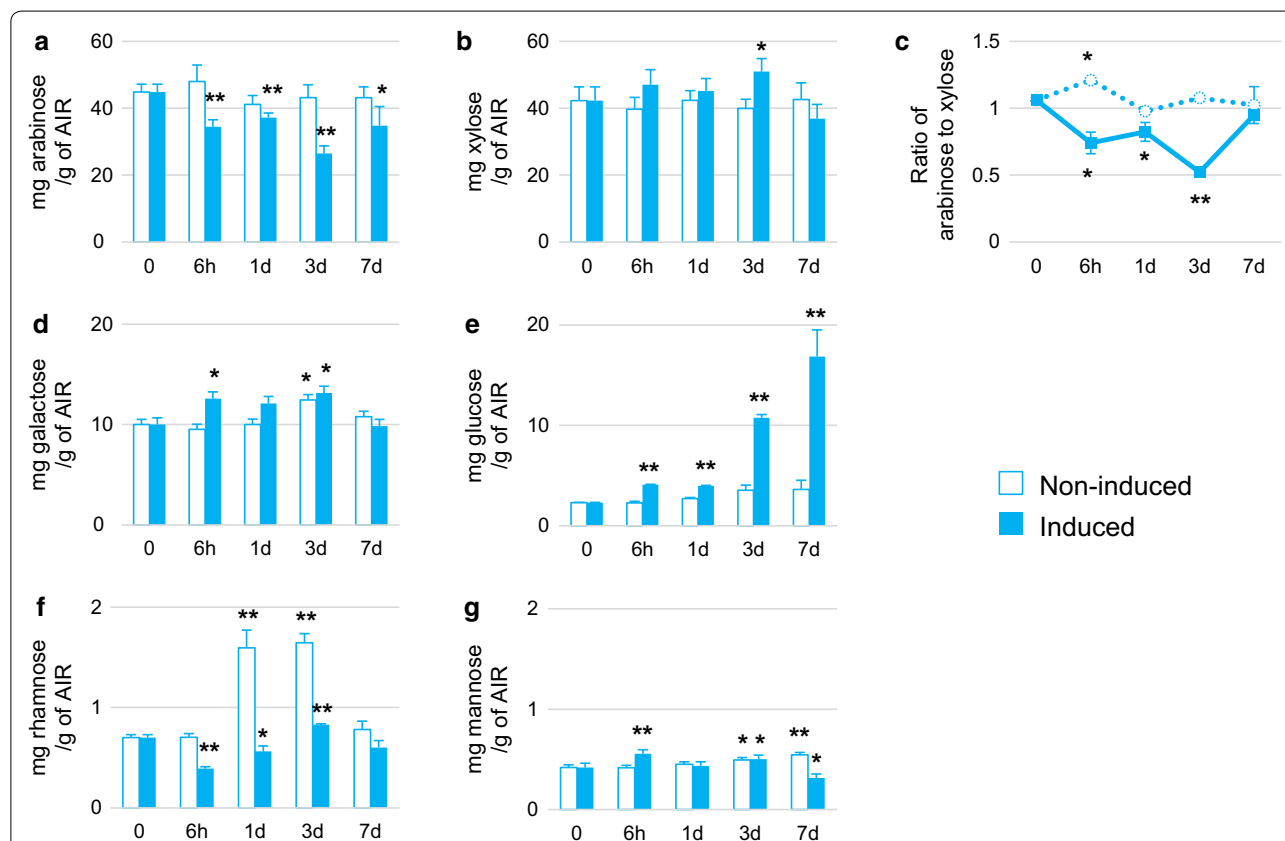 a
60
40
20
0
mg arabinose
/g of AIR
** ** ** *
0 6h 1d 3d 7d
b
60
40
20
0
mg xylose
/g of AIR
*
0 6h 1d 3d 7d
c
1.5
1
0.5
0
Ratio of
arabinose to xylose
*
* * **
0 6h 1d 3d 7d
d
20
10
0
mg galactose
/g of AIR
* * *
0 6h 1d 3d 7d
e
20
10
0
mg glucose
/g of AIR
** ** ** **
0 6h 1d 3d 7d
Non-induced
Induced
f
2
1
0
mg rhamnose
/g of AIR
** ** * ** **
0 6h 1d 3d 7d
g
2
1
0
mg mannose
/g of AIR
** * * ** *
0 6h 1d 3d 7d